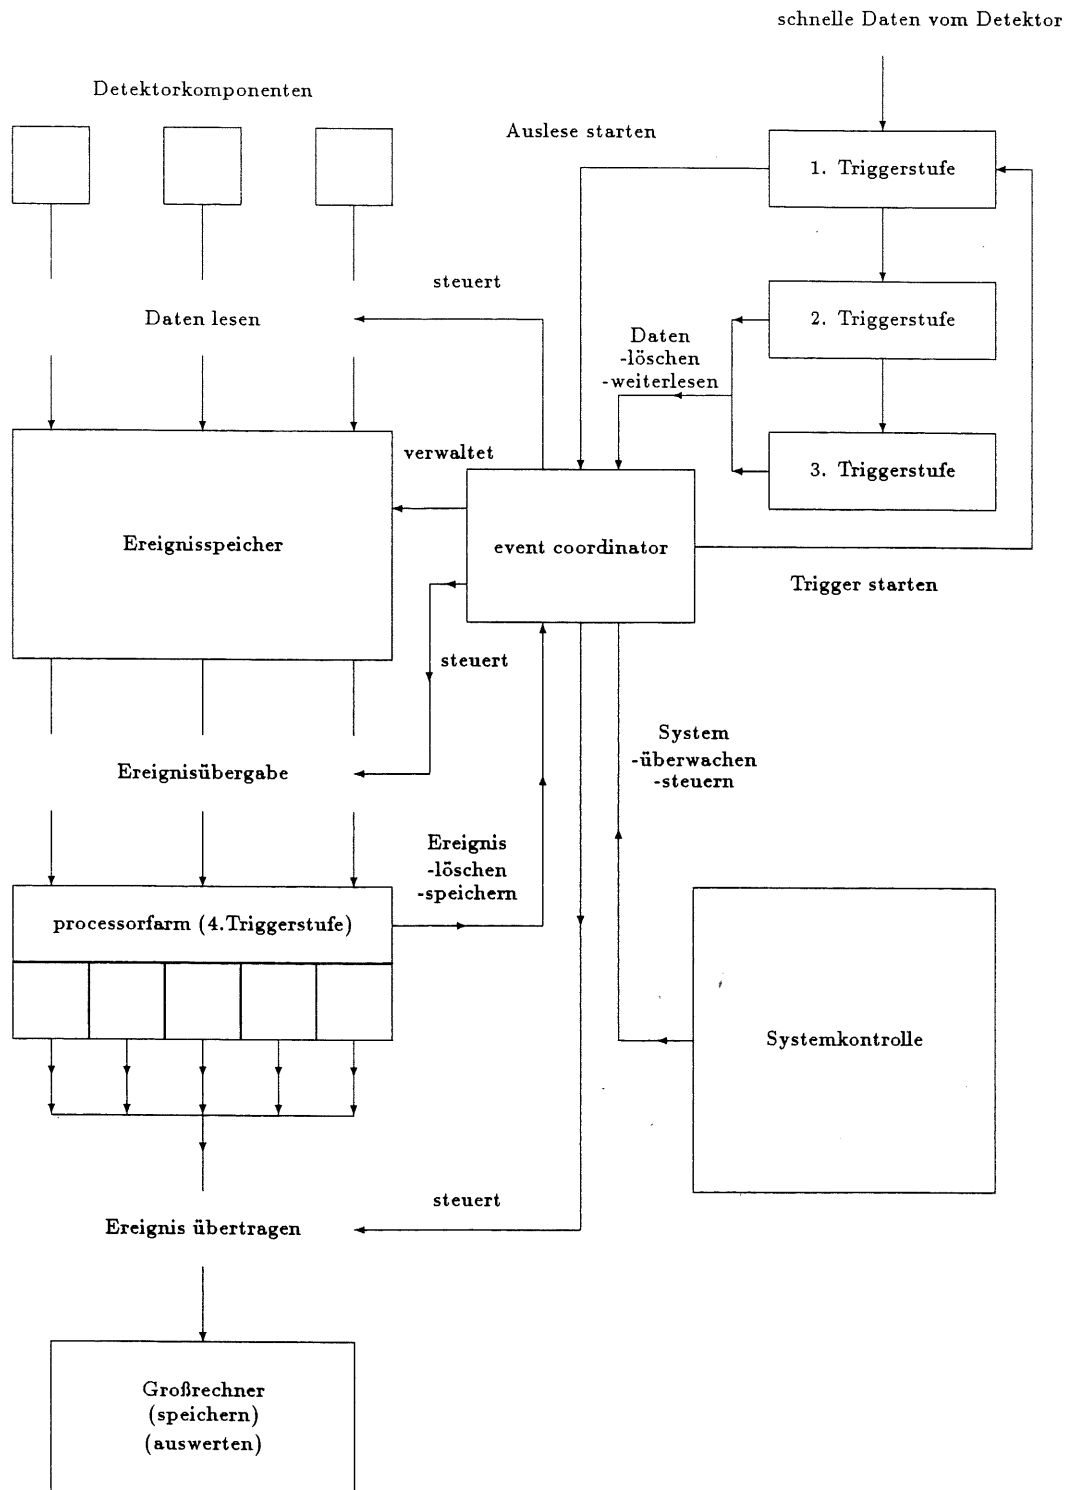 schnelle Daten vom Detektor
Detektorkomponenten
Auslese starten
1. Triggerstufe
steuert
Daten lesen
2. Triggerstufe
Daten
-löschen
-weiterlesen
verwaltet
3. Triggerstufe
Ereignisspeicher
event coordinator
Trigger starten
steuert
System
-überwachen
-steuern
Ereignisübergabe
Ereignis
-löschen
-speichern
processorfarm (4.Triggerstufe)
Systemkontrolle
steuert
Ereignis übertragen
Großrechner
(speichern)
(auswerten)